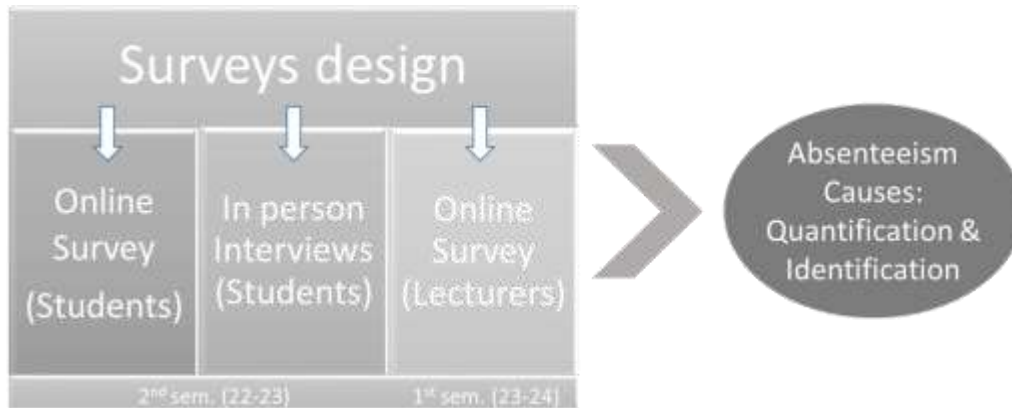 Surveys design
Online
Survey
(Students)
In person
Interviews
(Students)
Online
Survey
(Lecturers)
2nd sem. (22-23)
1st sem. (23-24)
Absenteeism
Causes:
Quantification &
Identification